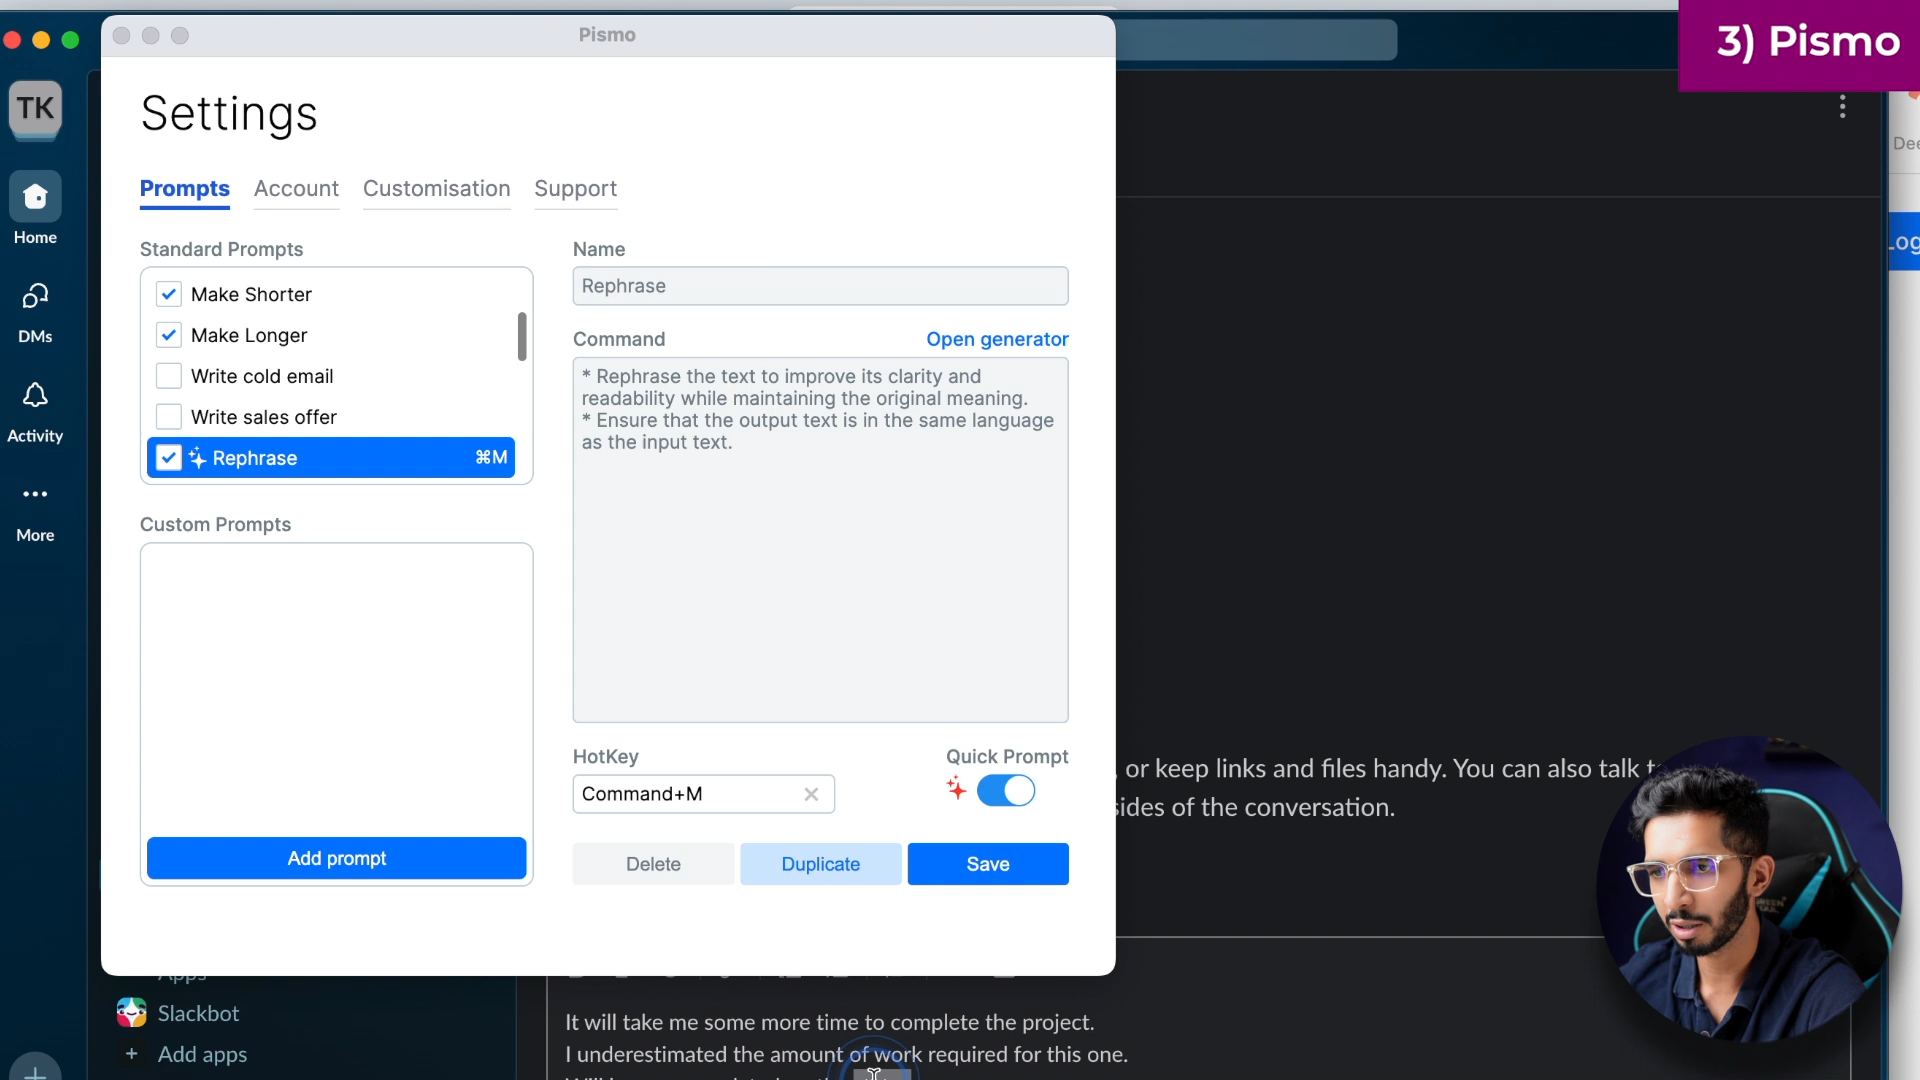 Pismo
3) Pismo
TK
Settings
Prompts Account Customisation Support
Home
DMs
Activity
More
Standard Prompts
Make Shorter
Make Longer
Write cold email
Write sales offer
Rephrase ⌘M
Custom Prompts
Add prompt
Name
Rephrase
Command Open generator
* Rephrase the text to improve its clarity and
readability while maintaining the original meaning.
* Ensure that the output text is in the same language
as the input text.
HotKey
Quick Prompt
Command+M
Delete Duplicate Save
or keep links and files handy. You can also talk
sides of the conversation.
Apps
Slackbot
+ Add apps
It will take me some more time to complete the project.
I underestimated the amount of work required for this one.